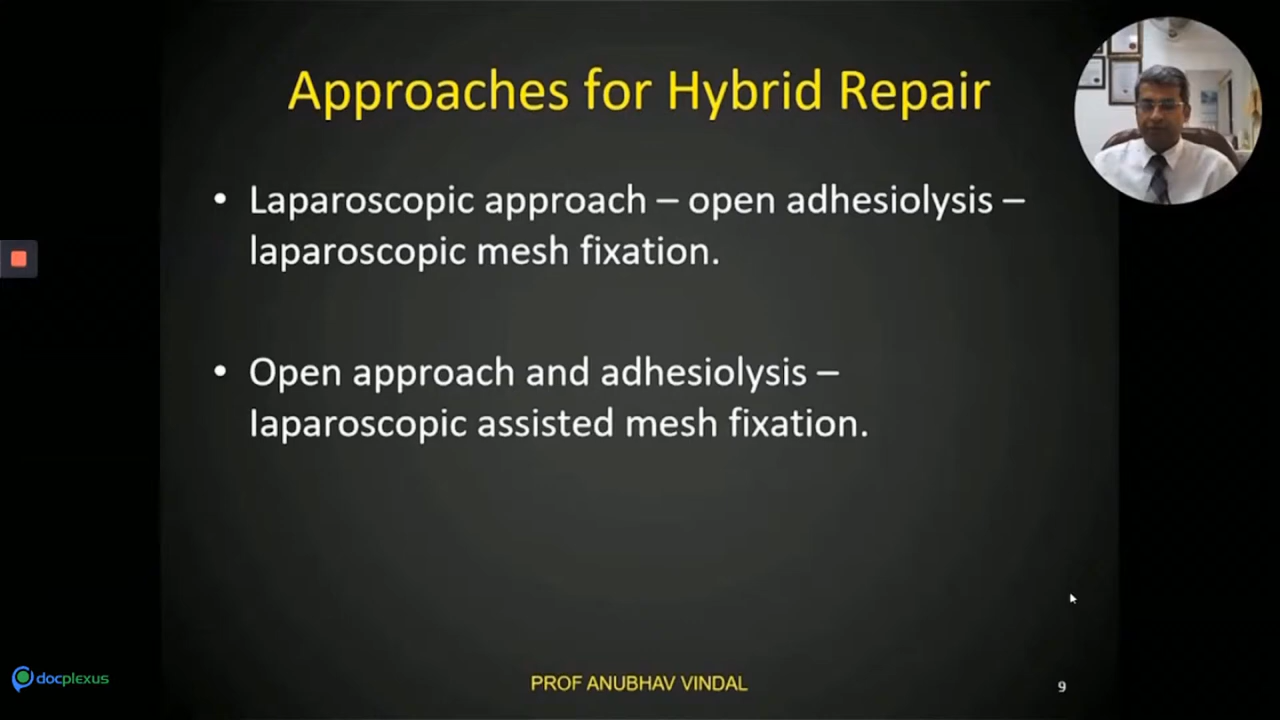 Approaches for Hybrid Repair
• Laparoscopic approach – open adhesiolysis –
laparoscopic mesh fixation.
• Open approach and adhesiolysis –
laparoscopic assisted mesh fixation.
docplexus
PROF ANUBHAV VINDAL
9